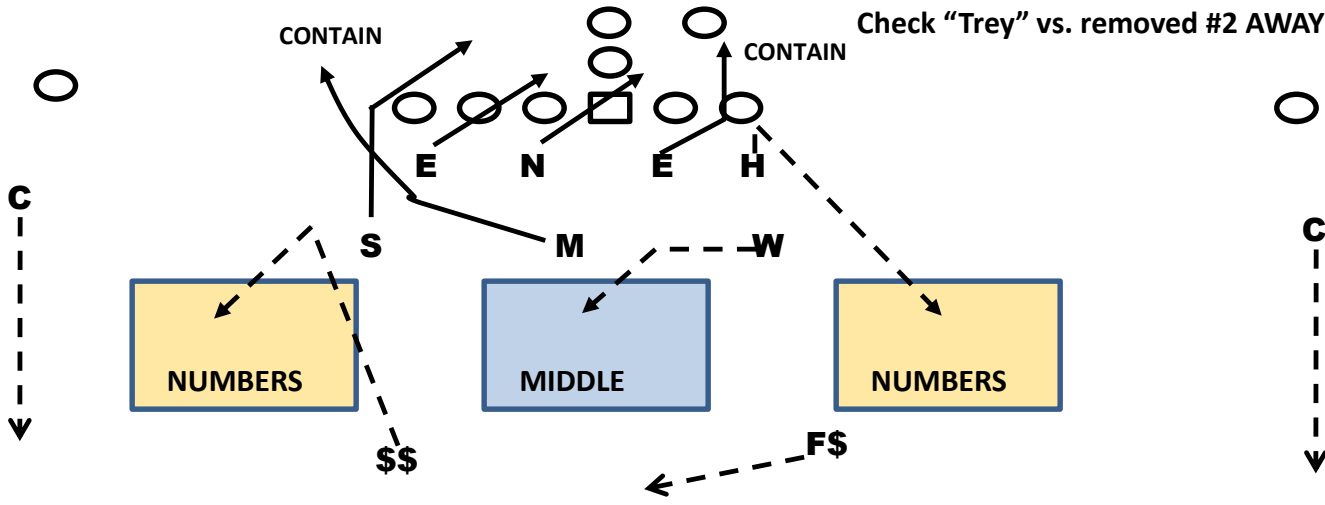 Check “Trey” vs. removed #2 AWAY
CONTAIN
CONTAIN
E
N
E
H
C
C
S
M
W
NUMBERS
MIDDLE
NUMBERS
$$
F$